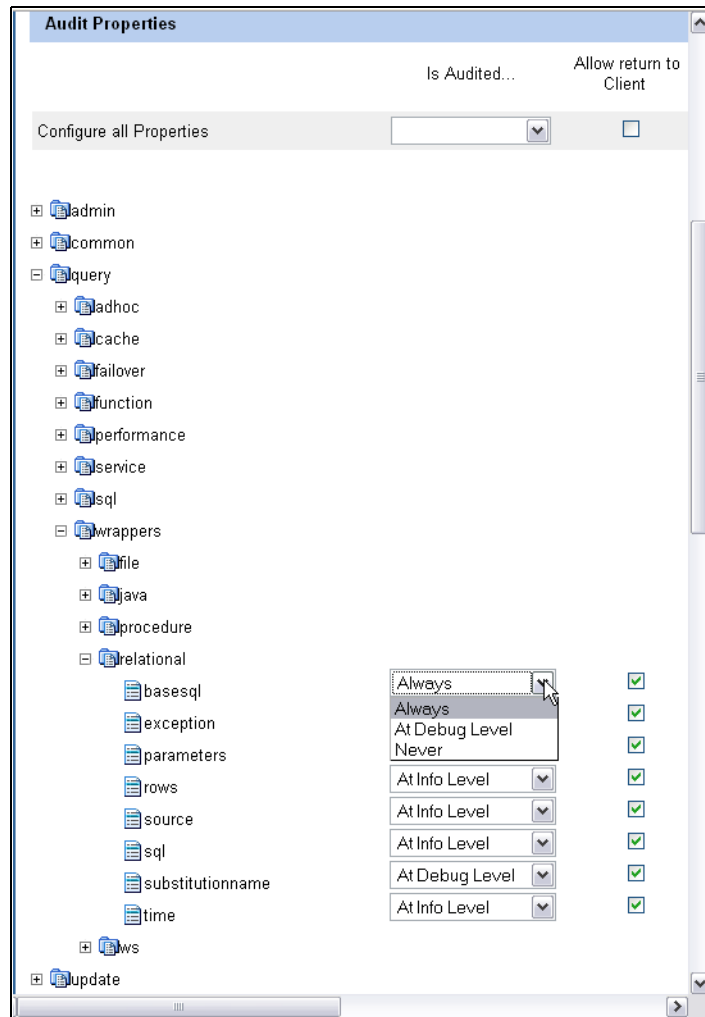 Audit Properties
Is Audited...
Allow return to
Client
Configure all Properties
admin
common
query
adhoc
cache
failover
function
performance
service
sql
wrappers
file
java
procedure
relational
basesql Always
Always
exception
At Debug Level
parameters
Never
rows At Info Level
source At Info Level
sql At Info Level
substitutionname At Debug Level
time At Info Level
ws
update